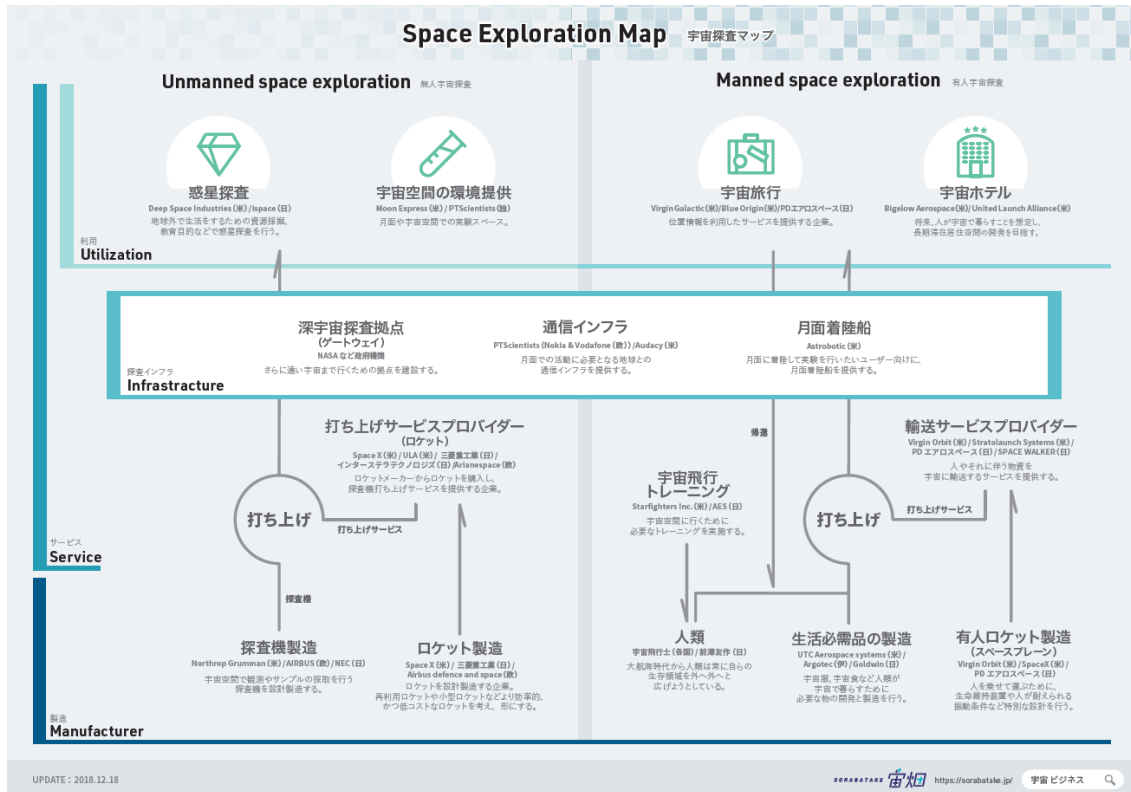 Space Exploration Map 宇宙探査マップ
Unmanned space exploration 無人宇宙探査
Manned space exploration 有人宇宙探査
惑星探査
Deep Space Industries(米)/ispace(日)
地球外で生活をするための資源採掘、
教育目的などで惑星探査を行う。
宇宙空間の環境提供
Moon Express(米)/PTScientists(独)
月面や宇宙空間での実験スペース。
宇宙旅行
Virgin Galactic(米)/Blue Origin(米)/PDエアロスペース(日)
位置情報を利用したサービスを提供する企業。
宇宙ホテル
Bigelow Aerospace(米)/United Launch Alliance(米)
将来、人が宇宙で暮らすことを想定し、
長期滞在居住空間の開発を目指す。
利用
Utilization
深宇宙探査拠点
(ゲートウェイ)
NASA など政府機関
さらに遠い宇宙まで行くための拠点を建設する。
通信インフラ
PTScientists(Nokia & Vodafone(欧))/Audacy(米)
月面での活動に必要となる地球との
通信インフラを提供する。
月面着陸船
Astrobotic(米)
月面に着陸して実験を行いたいユーザー向けに、
月面着陸船を提供する。
探査インフラ
Infrastracture
打ち上げサービスプロバイダー
(ロケット)
Space X(米)/ULA(米)/ 三菱重工業(日)/
インターステラテクノロジズ(日)/Arianespace(欧)
ロケットメーカーからロケットを購入し、
探査機打ち上げサービスを提供する企業。
打ち上げ
打ち上げサービス
探査機
帰還
宇宙飛行
トレーニング
Starfighters Inc.(米)/AES(日)
宇宙空間に行くために
必要なトレーニングを実施する。
輸送サービスプロバイダー
Virgin Orbit(米)/Stratolaunch Systems(米)/
PD エアロスペース(日)/SPACE WALKER(日)
人やそれに伴う物資を
宇宙に輸送するサービスを提供する。
打ち上げ
打ち上げサービス
サービス
Service
探査機製造
Northrop Grumman(米)/AIRBUS(欧)/NEC(日)
宇宙空間で観測やサンプルの採取を行う
探査機を設計製造する。
ロケット製造
Space X(米)/ 三菱重工業(日)/
Airbus defence and space(欧)
ロケットを設計製造する企業。
再利用ロケットや小型ロケットなどより効率的、
かつ低コストなロケットを考え、形にする。
人類
宇宙飛行士(各国)/前澤友作(日)
大航海時代から人類は常に自らの
生存領域を外へ外へと
広げようとしている。
生活必需品の製造
UTC Aerospace systems(米)/
Argotec(伊)/Goldwin(日)
宇宙服、宇宙食など人類が
宇宙で暮らすために
必要な物の開発と製造を行う。
有人ロケット製造
(スペースプレーン)
Virgin Orbit(米)/SpaceX(米)/
PD エアロスペース(日)
人を乗せて運ぶために、
生命維持装置や人が耐えられる
振動条件など特別な設計を行う。
製造
Manufacturer
UPDATE：2018.12.18
SORABATAKE 宙畑 https://sorabatake.jp/ 宇宙 ビジネス